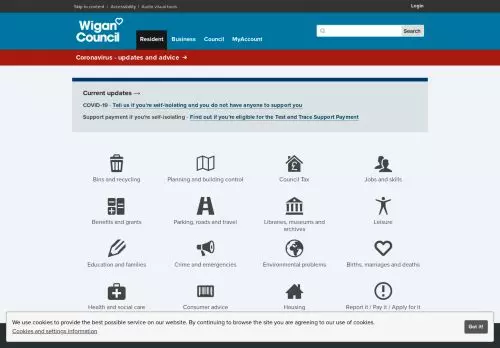 Skip to content | Accessibility | Audio visual tools
Login
Wigan
Council
Resident Business Council MyAccount
Search
Coronavirus - updates and advice →
Current updates →
COVID-19 - Tell us if you're self-isolating and you do not have anyone to support you
Support payment if you're self-isolating - Find out if you're eligible for the Test and Trace Support Payment
Bins and recycling
Planning and building control
Council Tax
Jobs and skills
Benefits and grants
Parking, roads and travel
Libraries, museums and
archives
Leisure
Education and families
Crime and emergencies
Environmental problems
Births, marriages and deaths
Health and social care
Consumer advice
Housing
Report it / Pay it / Apply for it
We use cookies to provide the best possible service on our website. By continuing to browse the site you are agreeing to our use of cookies.
Cookies and settings information
Got it!